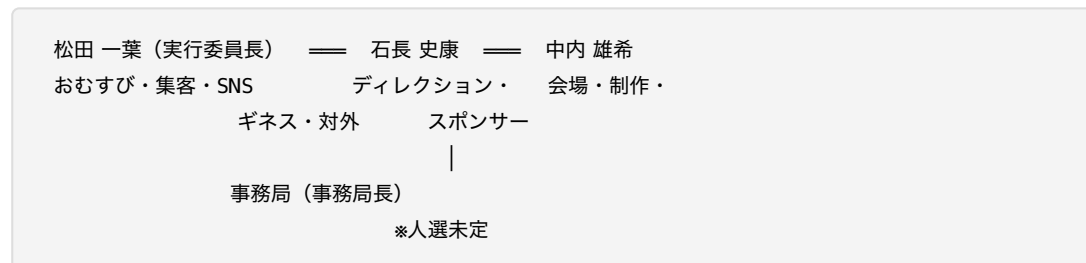 松田 一葉（実行委員長） ══ 石長 史康 ══ 中内 雄希
おむすび・集客・SNS ディレクション・ 会場・制作・
ギネス・対外 スポンサー
│
事務局（事務局長）
※人選未定